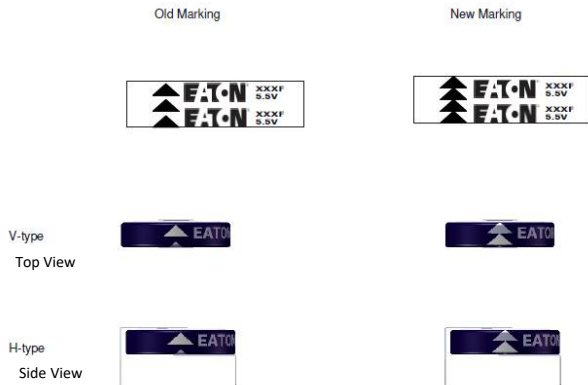 Old Marking
New Marking
EATON XXXF 5.5V
EATON XXXF 5.5V
EATON XXXF 5.5V
EATON XXXF 5.5V
V-type
Top View
EATO
EATO
H-type
Side View
EATO
EATO